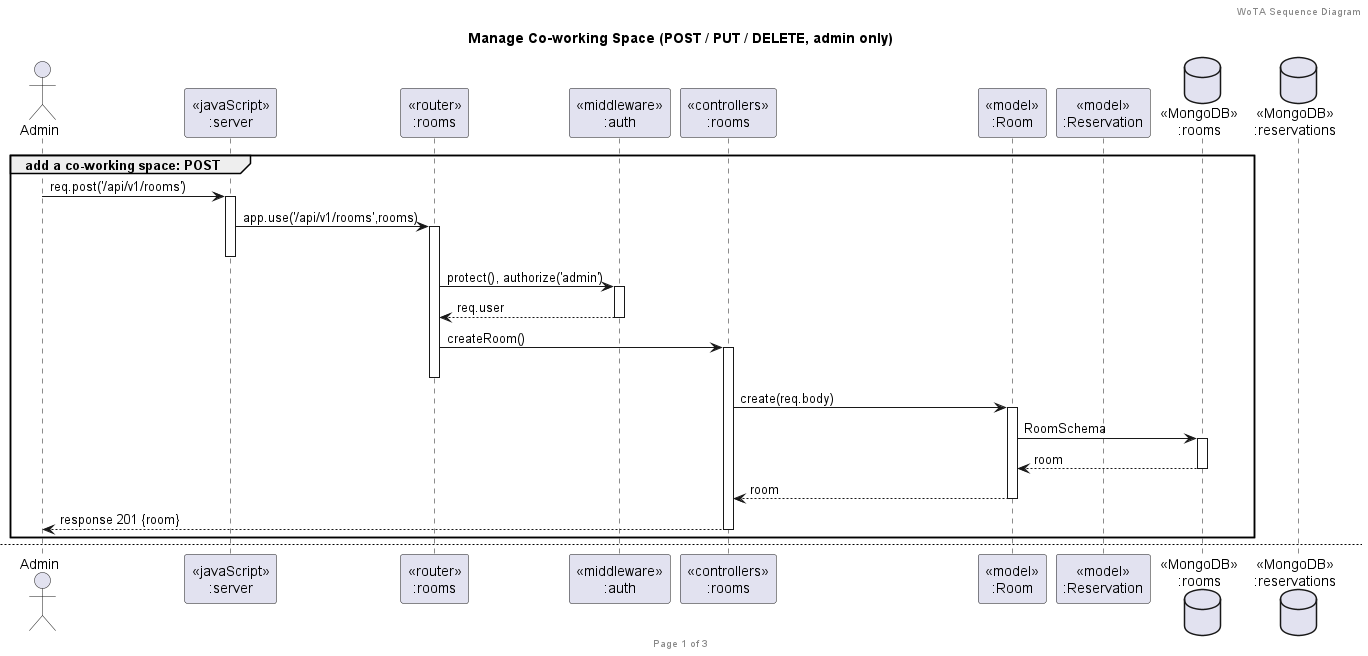 WoTA Sequence Diagram
Manage Co-working Space (POST / PUT / DELETE, admin only)
Admin
«javaScript»
:server
«router»
:rooms
«middleware»
:auth
«controllers»
:rooms
«model»
:Room
«model»
:Reservation
«MongoDB»
:rooms
«MongoDB»
:reservations
add a co-working space: POST
req.post('/api/v1/rooms')
app.use('/api/v1/rooms',rooms)
protect(), authorize('admin')
req.user
createRoom()
create(req.body)
RoomSchema
room
room
response 201 {room}
Admin
«javaScript»
:server
«router»
:rooms
«middleware»
:auth
«controllers»
:rooms
«model»
:Room
«model»
:Reservation
«MongoDB»
:rooms
«MongoDB»
:reservations
Page 1 of 3